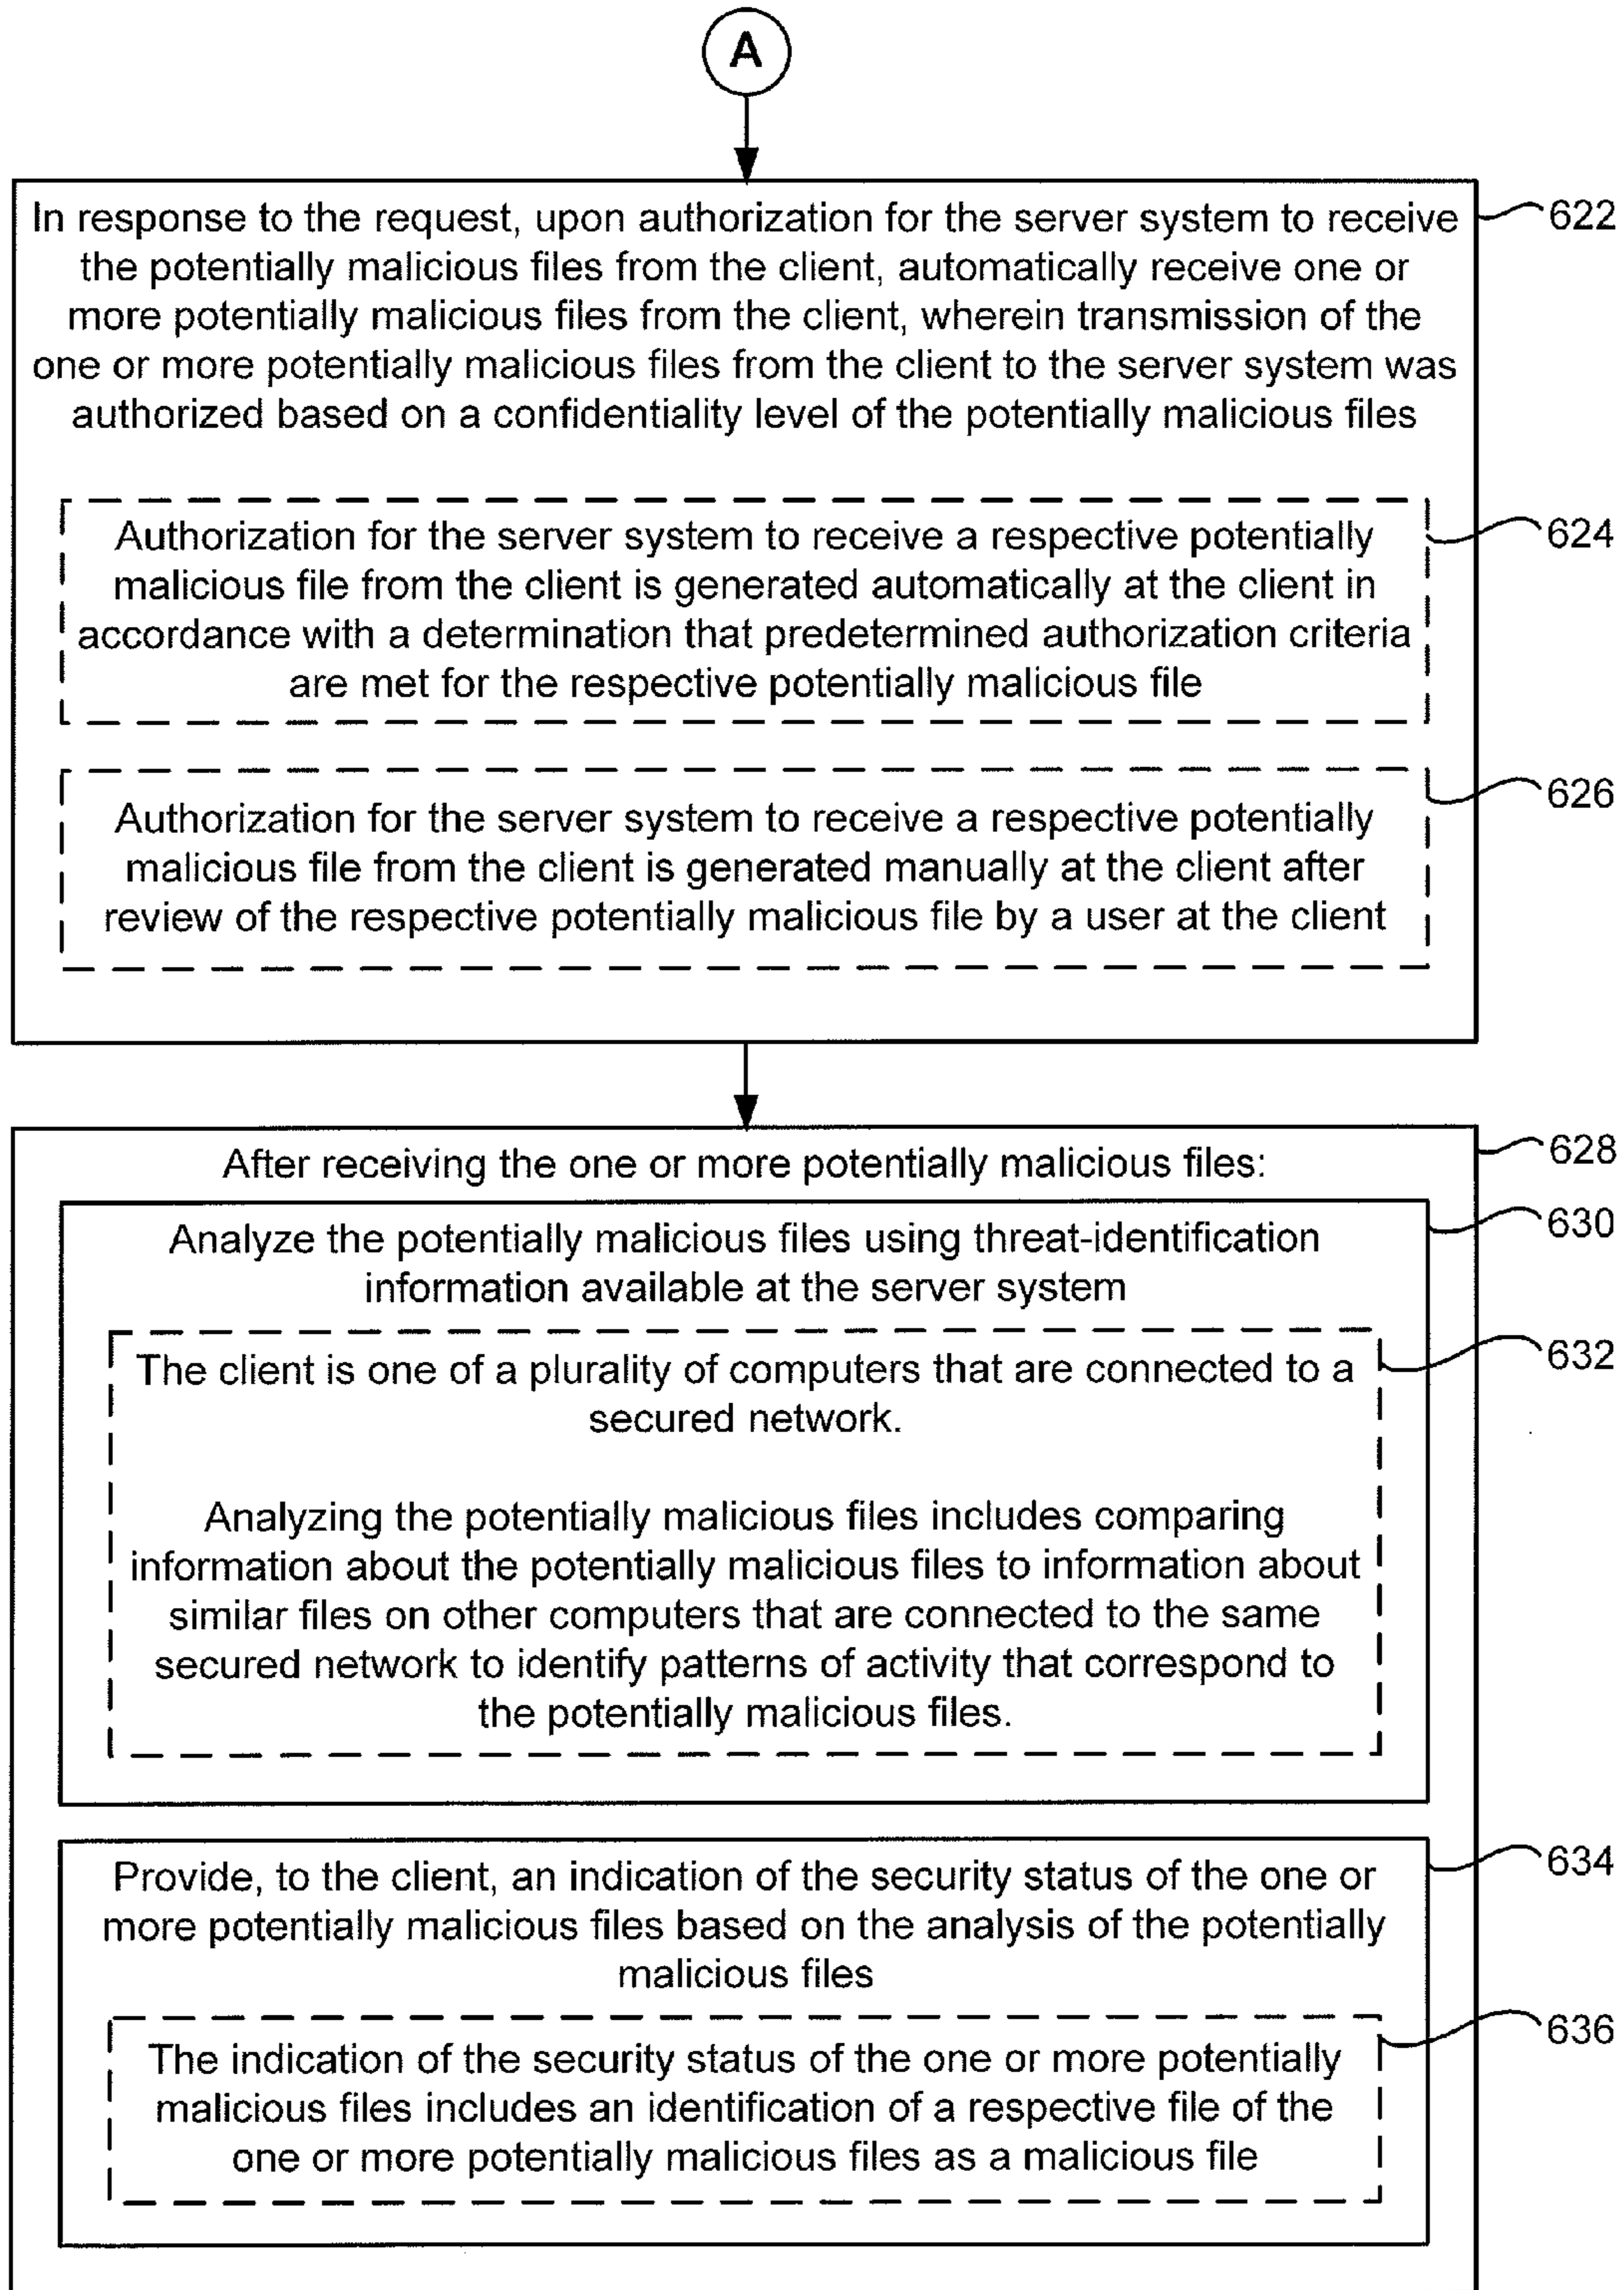 A
In response to the request, upon authorization for the server system to receive
the potentially malicious files from the client, automatically receive one or
more potentially malicious files from the client, wherein transmission of the
one or more potentially malicious files from the client to the server system was
authorized based on a confidentiality level of the potentially malicious files
622
Authorization for the server system to receive a respective potentially
malicious file from the client is generated automatically at the client in
accordance with a determination that predetermined authorization criteria
are met for the respective potentially malicious file
624
Authorization for the server system to receive a respective potentially
malicious file from the client is generated manually at the client after
review of the respective potentially malicious file by a user at the client
626
After receiving the one or more potentially malicious files:
628
Analyze the potentially malicious files using threat-identification
information available at the server system
630
The client is one of a plurality of computers that are connected to a
secured network.
632
Analyzing the potentially malicious files includes comparing
information about the potentially malicious files to information about
similar files on other computers that are connected to the same
secured network to identify patterns of activity that correspond to
the potentially malicious files.
Provide, to the client, an indication of the security status of the one or
more potentially malicious files based on the analysis of the potentially
malicious files
634
The indication of the security status of the one or more potentially
malicious files includes an identification of a respective file of the
one or more potentially malicious files as a malicious file
636